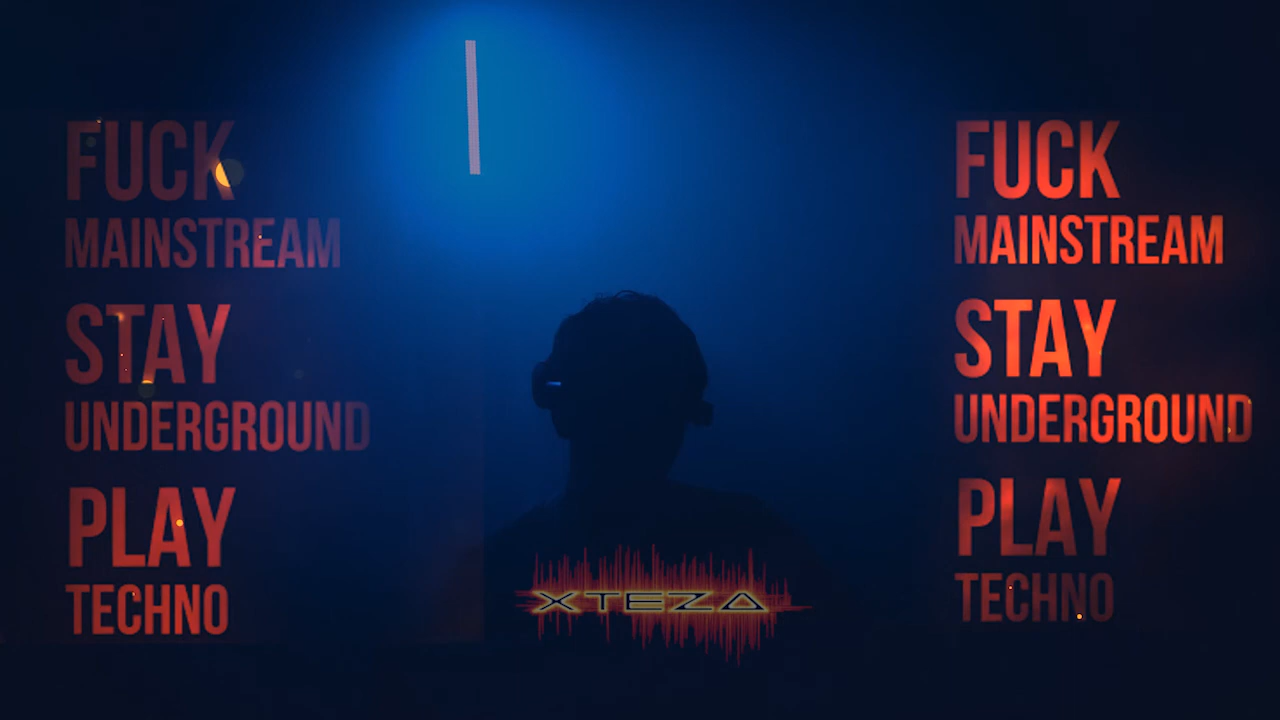 FUCK
MAINSTREAM
STAY
UNDERGROUND
PLAY
TECHNO
XTEZA
FUCK
MAINSTREAM
STAY
UNDERGROUND
PLAY
TECHNO